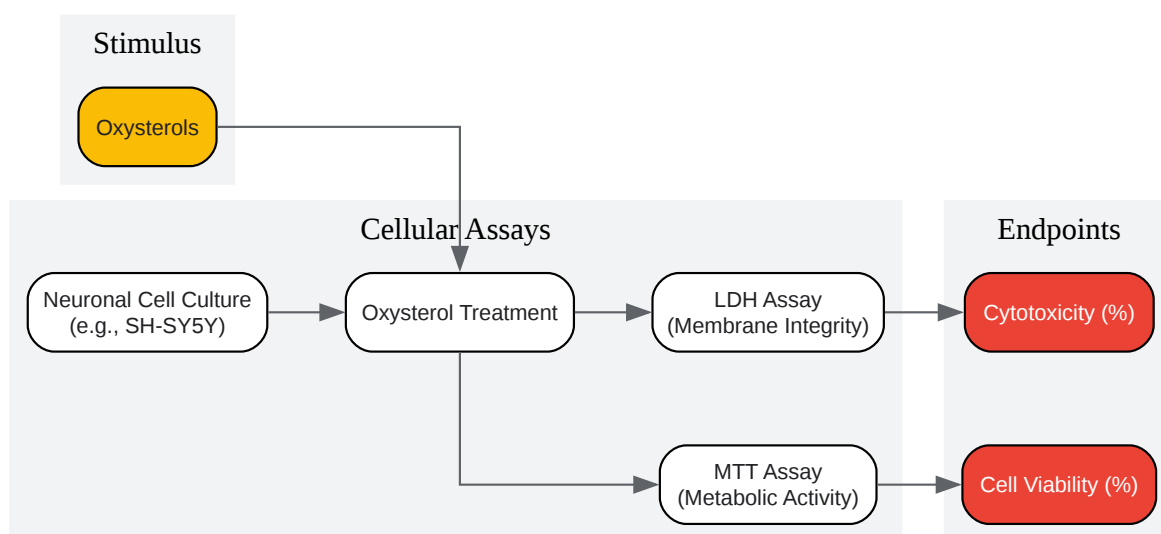 Stimulus
Oxysterols
Cellular Assays
Endpoints
Neuronal Cell Culture
(e.g., SH-SY5Y)
Oxysterol Treatment
LDH Assay
(Membrane Integrity)
Cytotoxicity (%)
MTT Assay
(Metabolic Activity)
Cell Viability (%)